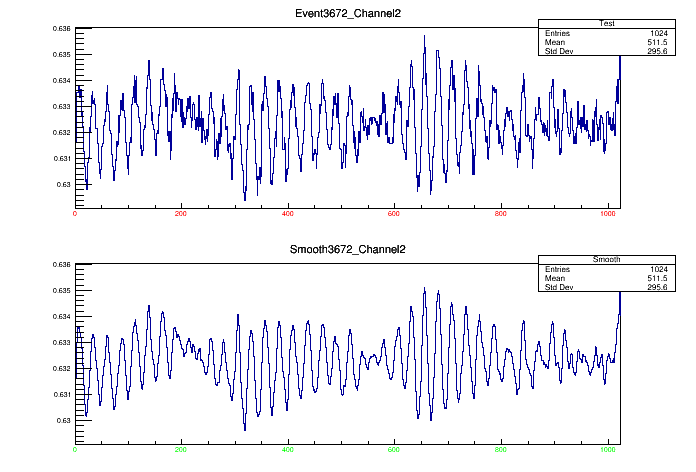 Event3672_Channel2
Test
Entries 1024
Mean 511.5
Std Dev 295.6
0.636
0.635
0.634
0.633
0.632
0.631
0.63
0 200 400 600 800 1000
Smooth3672_Channel2
Smooth
Entries 1024
Mean 511.5
Std Dev 295.6
0.636
0.635
0.634
0.633
0.632
0.631
0.63
0 200 400 600 800 1000